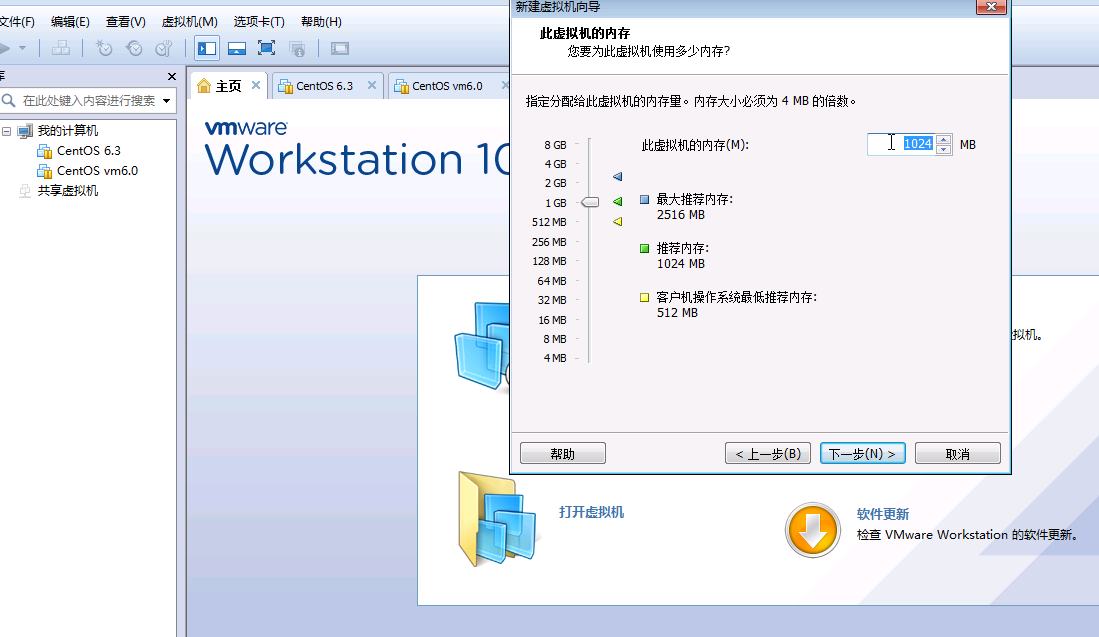 文件(F) 编辑(E) 查看(V) 虚拟机(M) 选项卡(T) 帮助(H)
库
在此处键入内容进行搜索
我的计算机
CentOS 6.3
CentOS vm6.0
共享虚拟机
主页
CentOS 6.3
CentOS vm6.0
vmware
Workstation 10
新建虚拟机向导
此虚拟机的内存
您要为此虚拟机使用多少内存?
指定分配给此虚拟机的内存量。内存大小必须为 4 MB 的倍数。
此虚拟机的内存(M): 1024 MB
8 GB
4 GB
2 GB
1 GB
512 MB
256 MB
128 MB
64 MB
32 MB
16 MB
8 MB
4 MB
最大推荐内存:
2516 MB
推荐内存:
1024 MB
客户机操作系统最低推荐内存:
512 MB
帮助 < 上一步(B) 下一步(N) > 取消
拟机。
打开虚拟机
软件更新
检查 VMware Workstation 的软件更新。